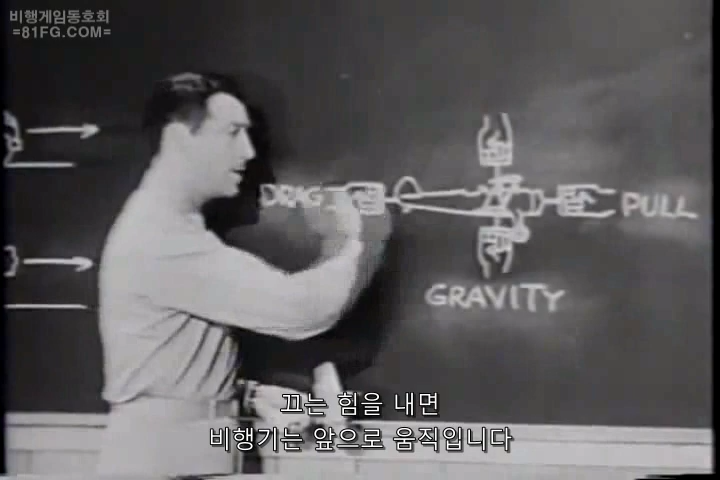 비행게임동호회
=81FG.COM=
DRAG
PULL
GRAVITY
끄는 힘을 내면
비행기는 앞으로 움직입니다